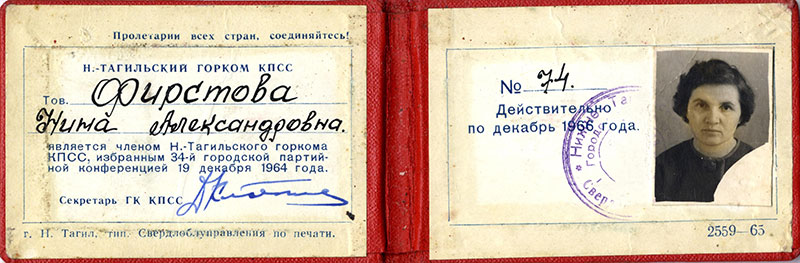 Пролетарии всех стран, соединяйтесь!
Н.-ТАГИЛЬСКИЙ ГОРКОМ КПСС
Тов. Фирстова
Нина Александровна.
является членом Н.-Тагильского горкома
КПСС, избранным 34-й городской партий-
ной конференцией 19 декабря 1964 года.
Секретарь ГК КПСС
г. Н. Тагил, тип. Свердлоблуправления по печати.
№ 74.
Действительно
по декабрь 1966 года.
2559—65